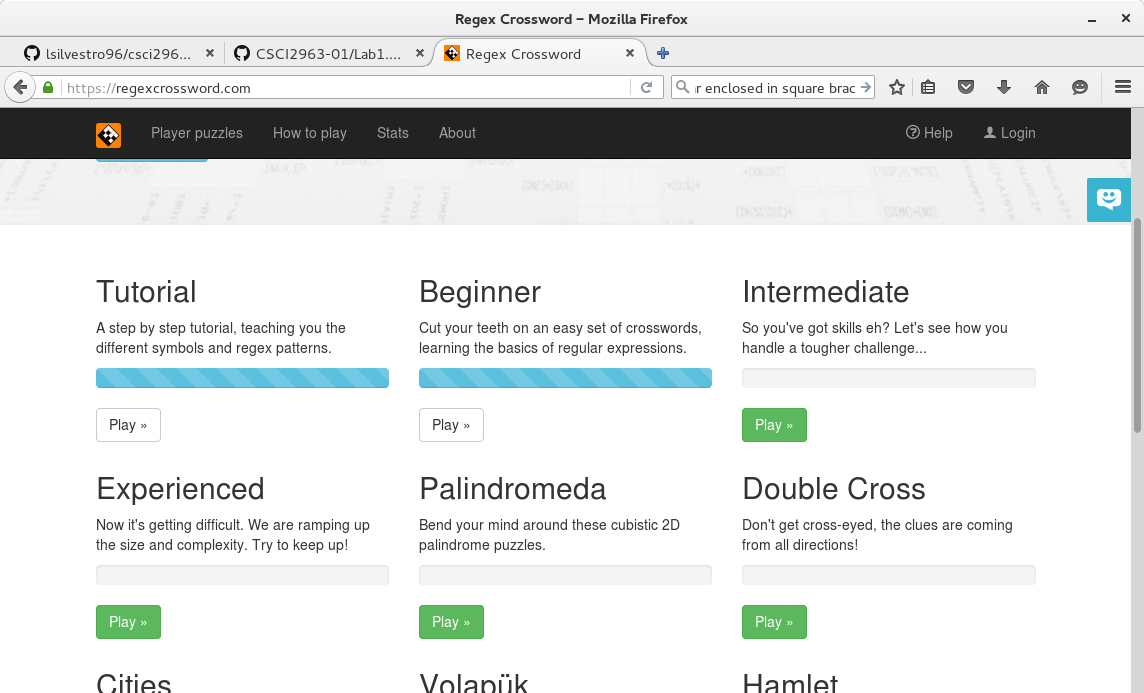 Regex Crossword – Mozilla Firefox
lsilvestro96/csci296...
CSCI2963-01/Lab1....
Regex Crossword
https://regexcrossword.com
r enclosed in square brac
Player puzzles How to play Stats About Help Login
Tutorial
A step by step tutorial, teaching you the
different symbols and regex patterns.
Play »
Beginner
Cut your teeth on an easy set of crosswords,
learning the basics of regular expressions.
Play »
Intermediate
So you've got skills eh? Let's see how you
handle a tougher challenge...
Play »
Experienced
Now it's getting difficult. We are ramping up
the size and complexity. Try to keep up!
Play »
Palindromeda
Bend your mind around these cubistic 2D
palindrome puzzles.
Play »
Double Cross
Don't get cross-eyed, the clues are coming
from all directions!
Play »
Cities
Volapük
Hamlet